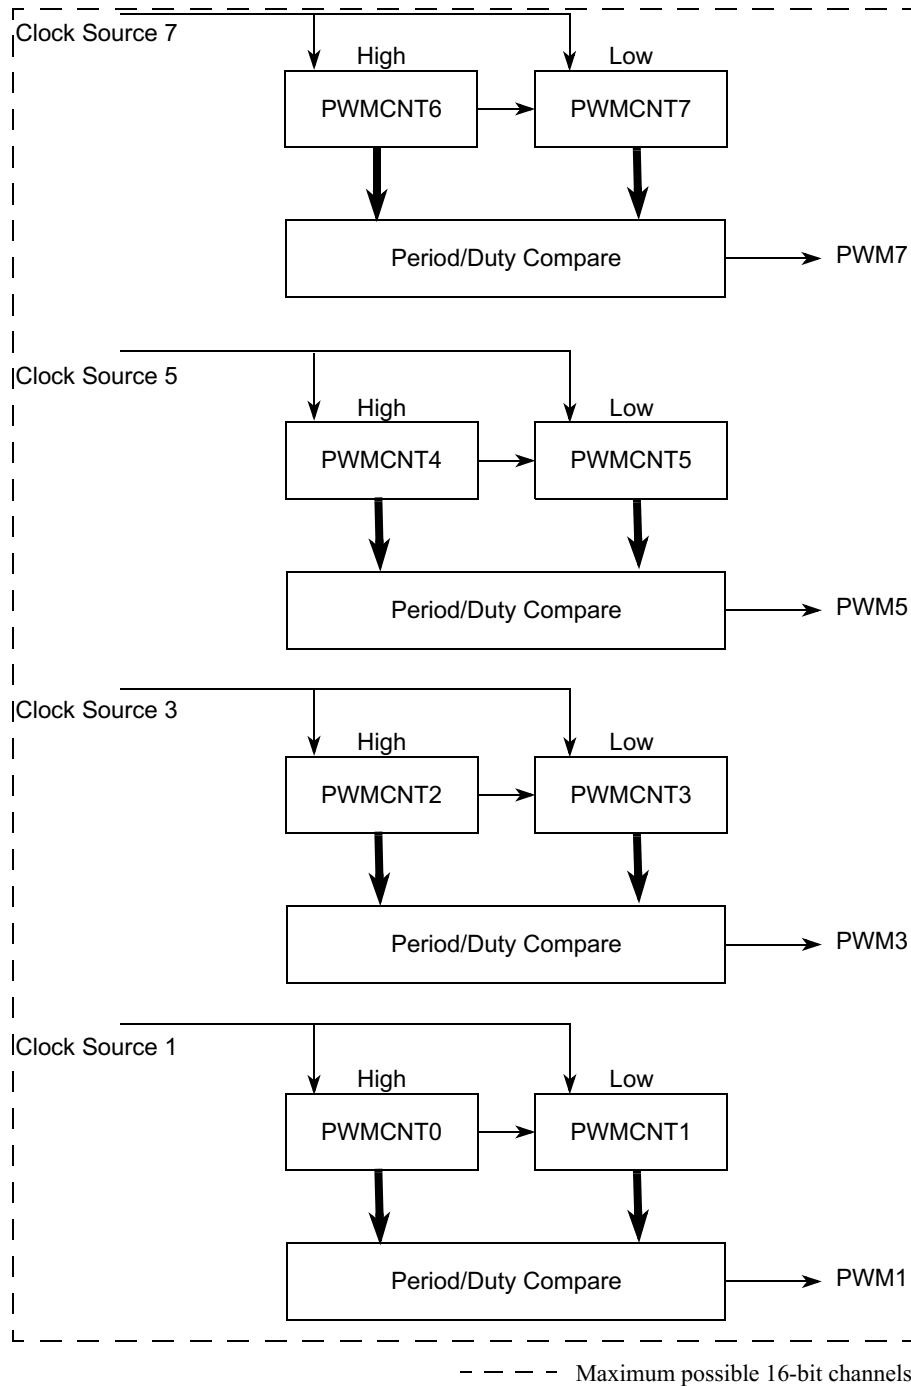 Clock Source 7
High Low
PWMCNT6 PWMCNT7
Period/Duty Compare PWM7
Clock Source 5
High Low
PWMCNT4 PWMCNT5
Period/Duty Compare PWM5
Clock Source 3
High Low
PWMCNT2 PWMCNT3
Period/Duty Compare PWM3
Clock Source 1
High Low
PWMCNT0 PWMCNT1
Period/Duty Compare PWM1
Maximum possible 16-bit channels